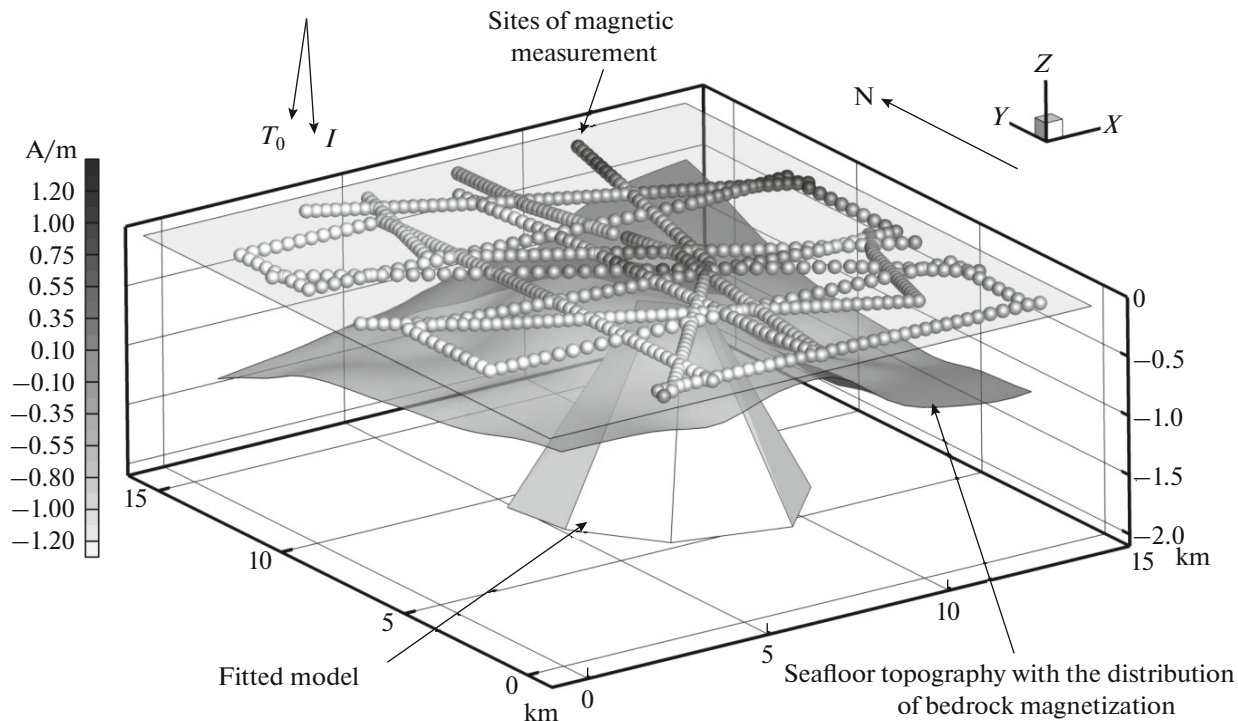 Sites of magnetic
measurement
T₀ I
N
Z
Y X
A/m
1.20
1.00
0.75
0.55
0.35
0.10
−0.10
−0.35
−0.55
−0.80
−1.00
−1.20
0
−0.5
−1.0
−1.5
−2.0
15
km
10
5
0
15
10
5
0
km
Fitted model
Seafloor topography with the distribution
of bedrock magnetization